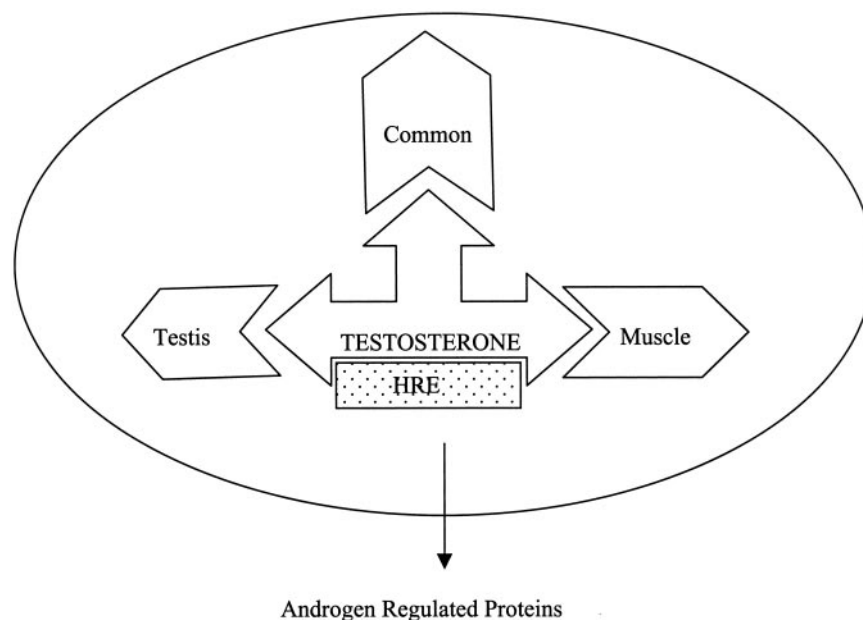 Common
Testis
TESTOSTERONE
Muscle
HRE
Androgen Regulated Proteins